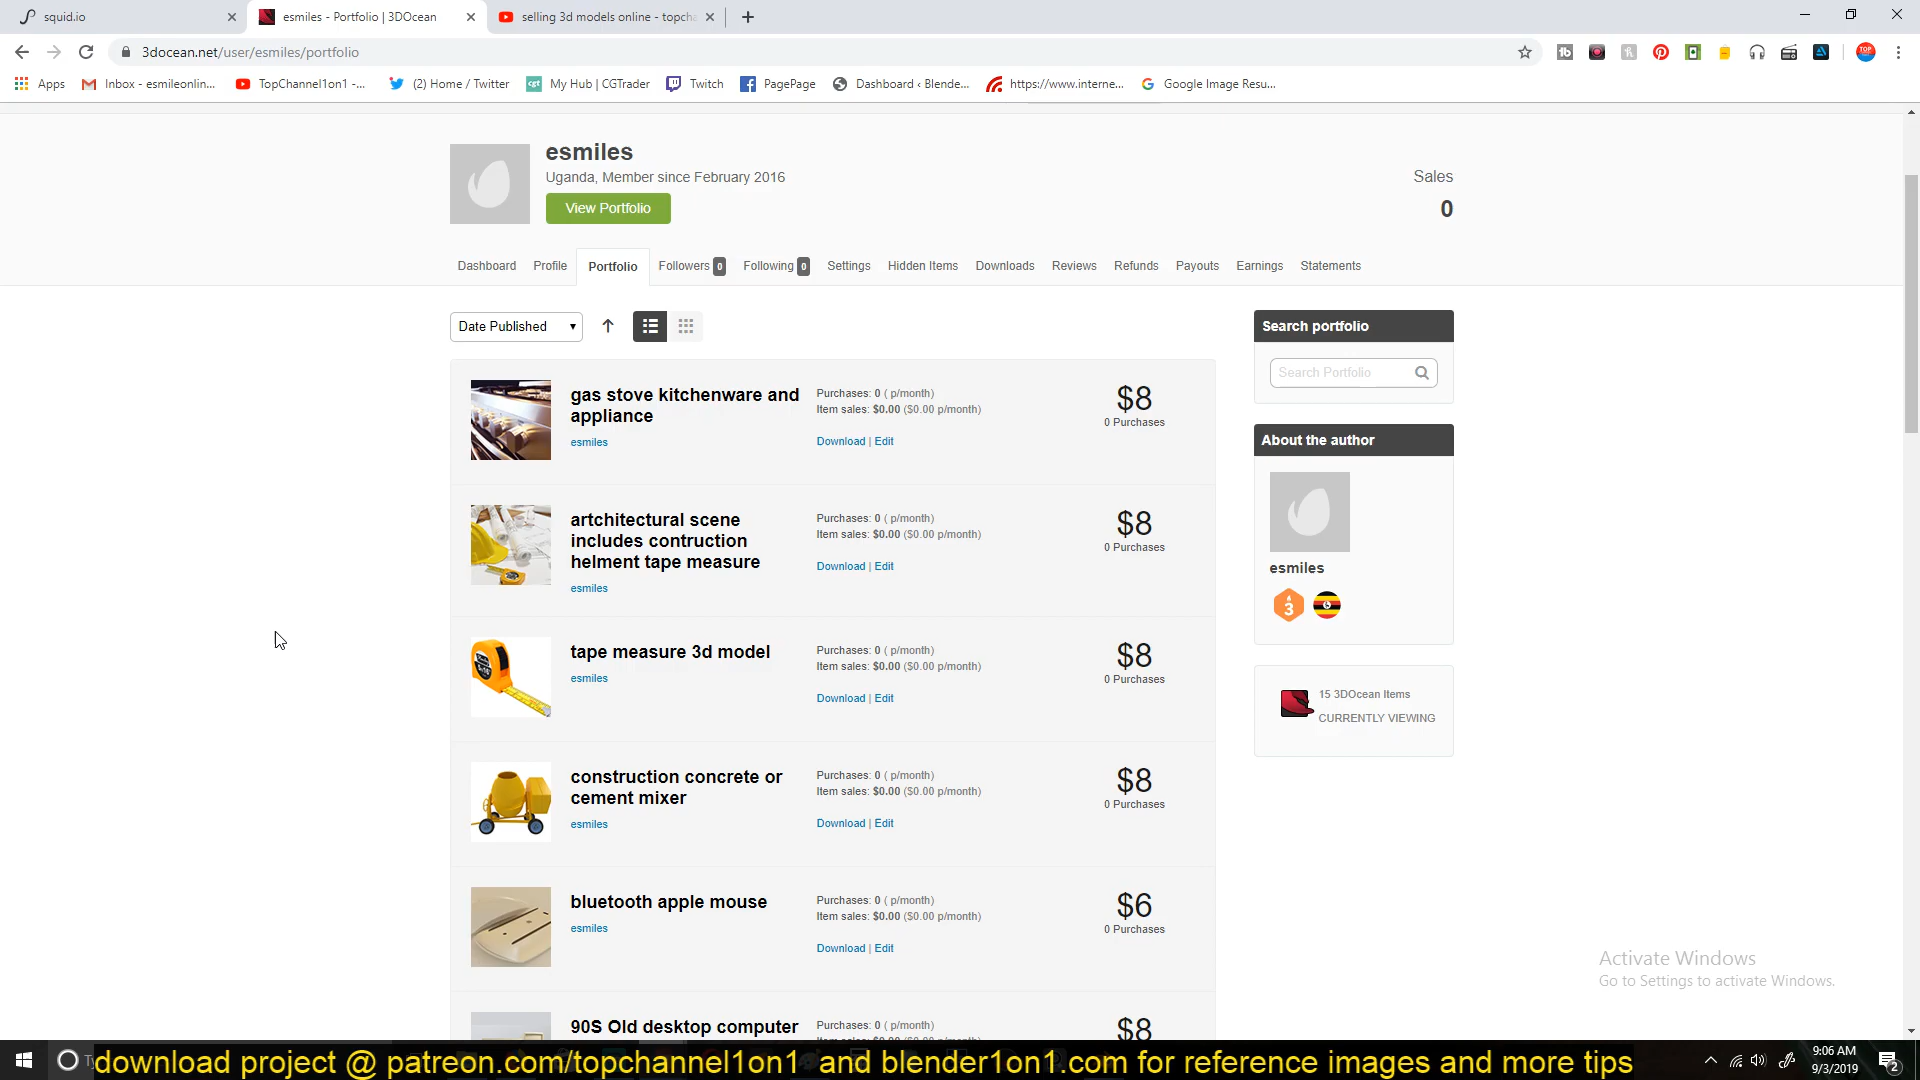 squid.io
esmiles - Portfolio | 3DOcean
selling 3d models online - topcha
3docean.net/user/esmiles/portfolio
Apps
Inbox - esmileonlin...
TopChannel1on1 -...
(2) Home / Twitter
My Hub | CGTrader
Twitch
PagePage
Dashboard ‹ Blende...
https://www.interne...
Google Image Resu...
esmiles
Uganda, Member since February 2016
View Portfolio
Sales
0
Dashboard Profile Portfolio Followers 0 Following 0 Settings Hidden Items Downloads Reviews Refunds Payouts Earnings Statements
Date Published
gas stove kitchenware and
appliance
esmiles
Purchases: 0 ( p/month)
Item sales: $0.00 ($0.00 p/month)
Download | Edit
$8
0 Purchases
artchitectural scene
includes contruction
helment tape measure
esmiles
Purchases: 0 ( p/month)
Item sales: $0.00 ($0.00 p/month)
Download | Edit
$8
0 Purchases
tape measure 3d model
esmiles
Purchases: 0 ( p/month)
Item sales: $0.00 ($0.00 p/month)
Download | Edit
$8
0 Purchases
construction concrete or
cement mixer
esmiles
Purchases: 0 ( p/month)
Item sales: $0.00 ($0.00 p/month)
Download | Edit
$8
0 Purchases
bluetooth apple mouse
esmiles
Purchases: 0 ( p/month)
Item sales: $0.00 ($0.00 p/month)
Download | Edit
$6
0 Purchases
90S Old desktop computer
Purchases: 0 ( p/month)
$8
Search portfolio
Search Portfolio
About the author
esmiles
3
15 3DOcean Items
CURRENTLY VIEWING
Activate Windows
Go to Settings to activate Windows.
download project @ patreon.com/topchannel1on1 and blender1on1.com for reference images and more tips
9:06 AM
9/3/2019
2